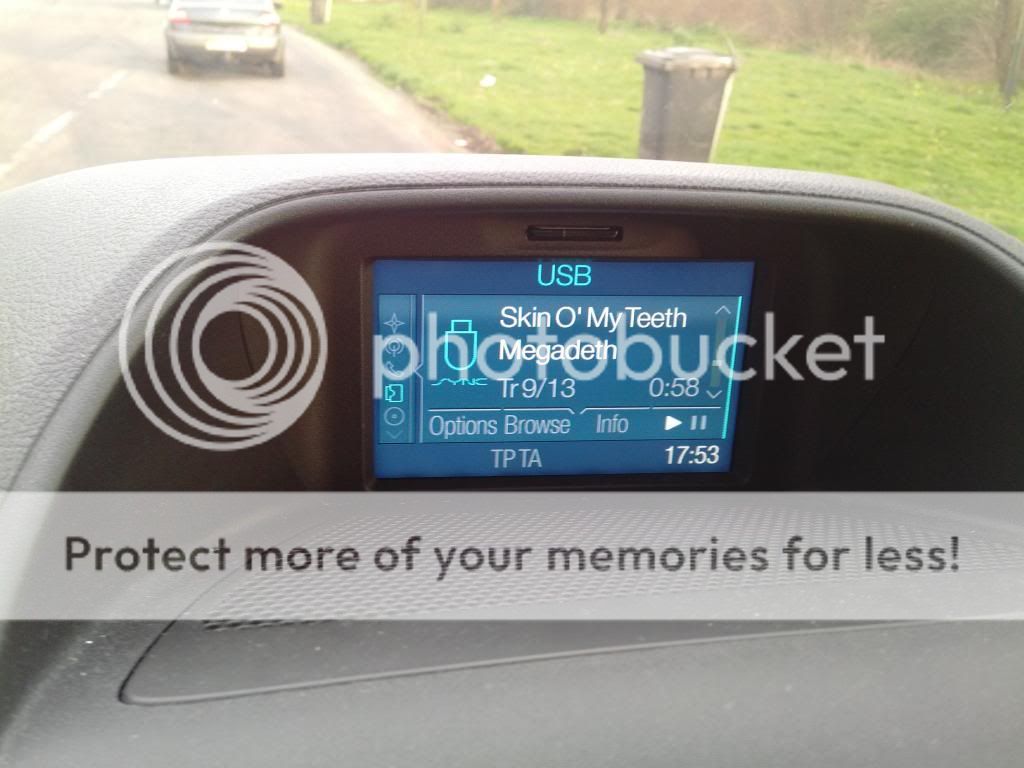 USB
Skin O' My Teeth
Megadeth
SYNC
Tr 9/13 0:58
Options Browse Info
TP TA 17:53
photobucket
Protect more of your memories for less!